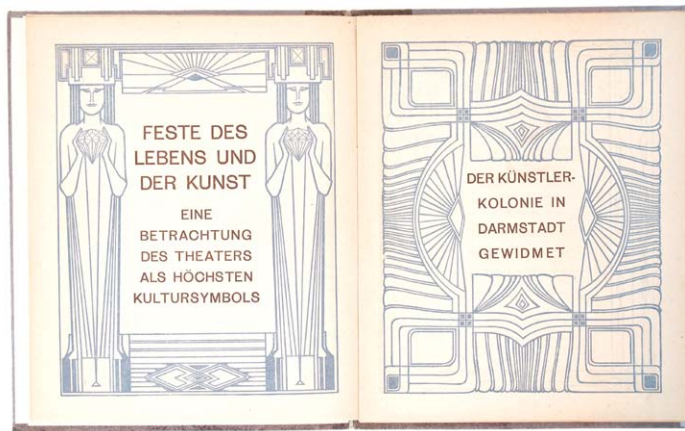 FESTE DES
LEBENS UND
DER KUNST
EINE
BETRACHTUNG
DES THEATERS
ALS HÖCHSTEN
KULTURSYMBOLS
DER KÜNSTLER-
KOLONIE IN
DARMSTADT
GEWIDMET